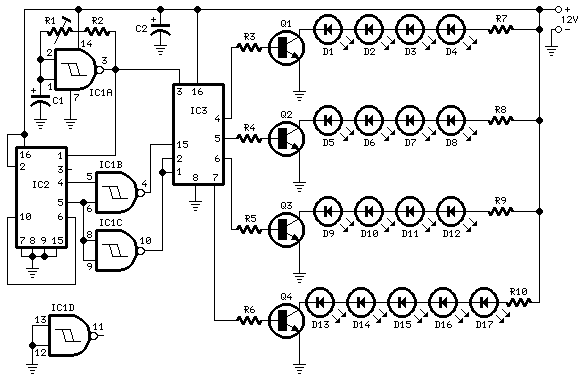 R1 R2 C2 + Q1 R7 + 12V -
14 R3 D1 D2 D3 D4
2 3
1 IC1A
+ C1 7 3 16
IC3
4 Q2 R8
16 1 IC1B 15 5 R4 D5 D6 D7 D8
2 3 5 4 2 6
IC2 4 6 1
8 7
10 5 IC1C Q3 R9
6 8 10 R5 D9 D10 D11 D12
7 8 9 15 9
Q4 R10
IC1D R6 D13 D14 D15 D16 D17
13 11
12